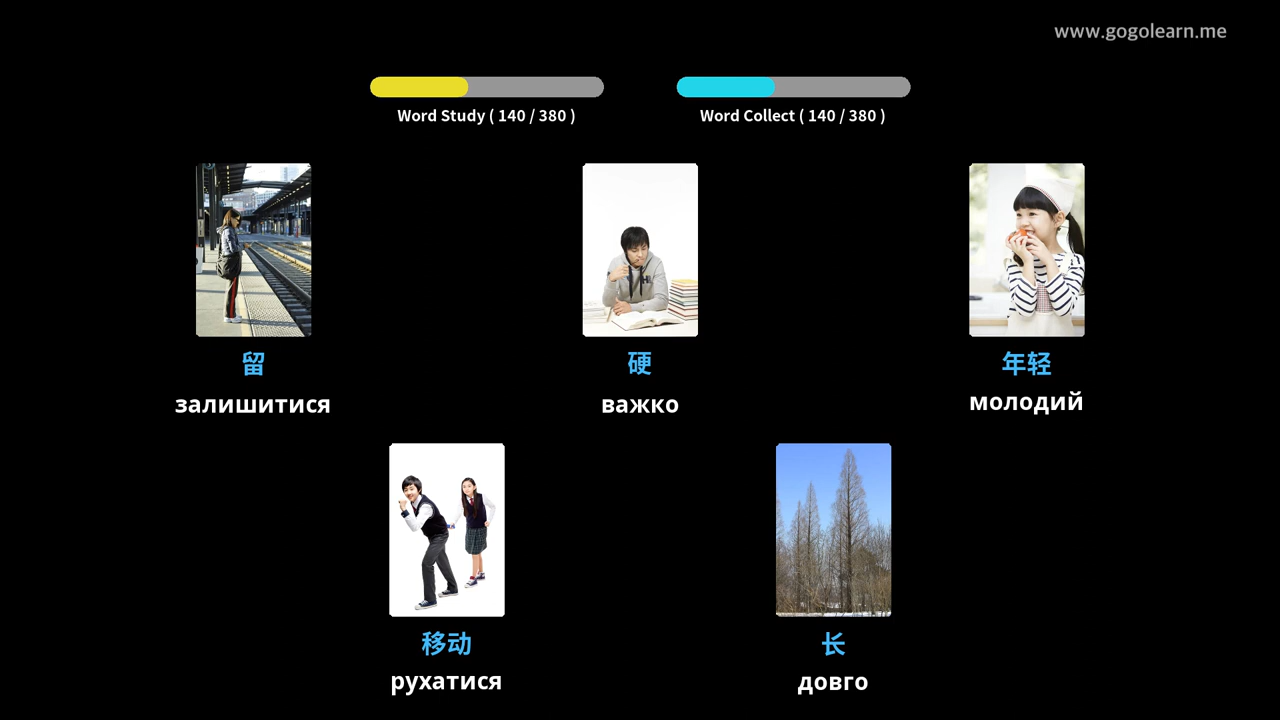 www.gogolearn.me
Word Study ( 140 / 380 )
Word Collect ( 140 / 380 )
留
залишитися
硬
важко
年轻
молодий
移动
рухатися
长
довго